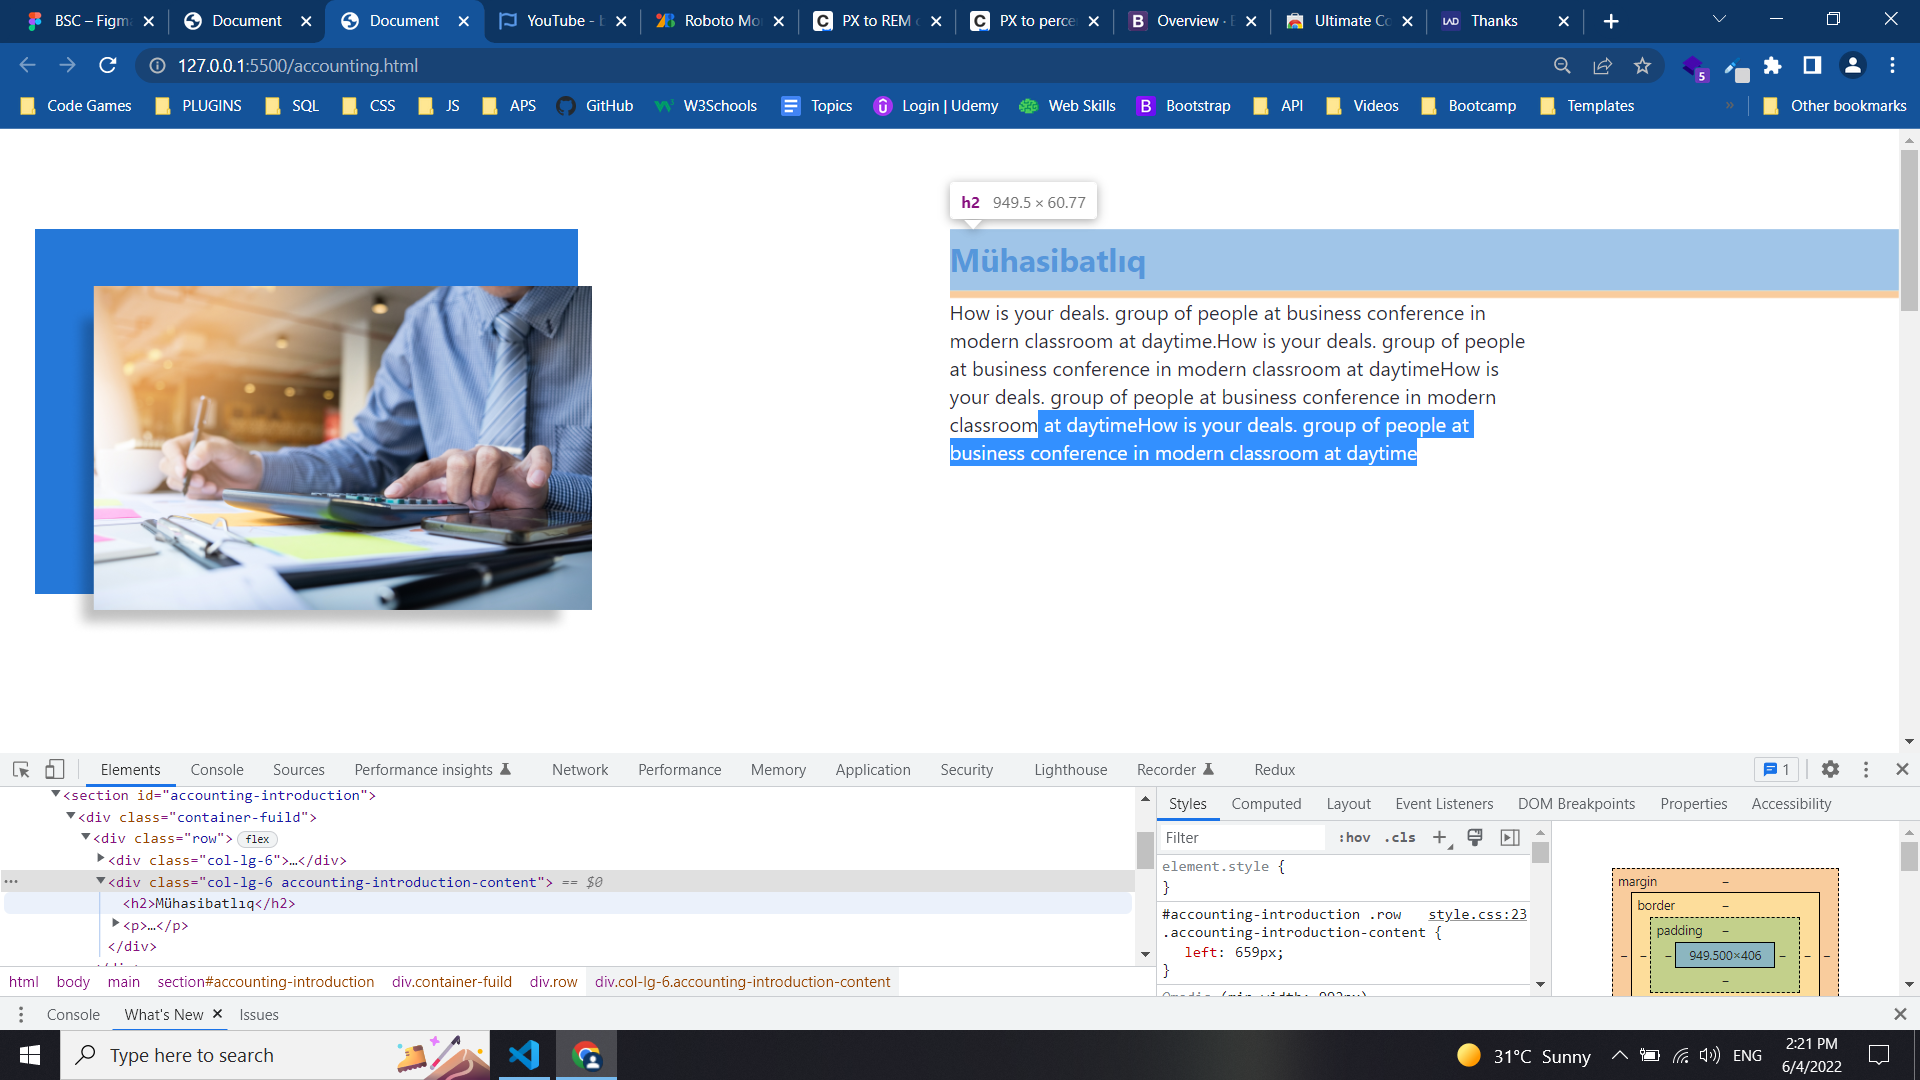 BSC – Figm
Document
Document
YouTube - b
Roboto Mo
PX to REM c
PX to perce
Overview · B
Ultimate Co
Thanks
127.0.0.1:5500/accounting.html
5
Code Games
PLUGINS
SQL
CSS
JS
APS
GitHub
W3Schools
Topics
Login | Udemy
Web Skills
Bootstrap
API
Videos
Bootcamp
Templates
»
Other bookmarks
h2 949.5 × 60.77
Mühasibatlıq
How is your deals. group of people at business conference in
modern classroom at daytime.How is your deals. group of people
at business conference in modern classroom at daytimeHow is
your deals. group of people at business conference in modern
classroom at daytimeHow is your deals. group of people at
business conference in modern classroom at daytime
Elements
Console
Sources
Performance insights
Network
Performance
Memory
Application
Security
Lighthouse
Recorder
Redux
1
<section id="accounting-introduction">
<div class="container-fuild">
<div class="row"> flex
<div class="col-lg-6">…</div>
<div class="col-lg-6 accounting-introduction-content"> == $0
<h2>Mühasibatlıq</h2>
<p>…</p>
</div>
html body main section#accounting-introduction div.container-fuild div.row div.col-lg-6.accounting-introduction-content
Styles
Computed
Layout
Event Listeners
DOM Breakpoints
Properties
Accessibility
Filter
:hov .cls
element.style {
}
#accounting-introduction .row style.css:23
.accounting-introduction-content {
left: 659px;
}
@media (min-width: 992px)
margin –
border –
padding –
– – – 949.500×406 – – –
–
Console
What's New
Issues
Type here to search
31°C Sunny
ENG
2:21 PM
6/4/2022